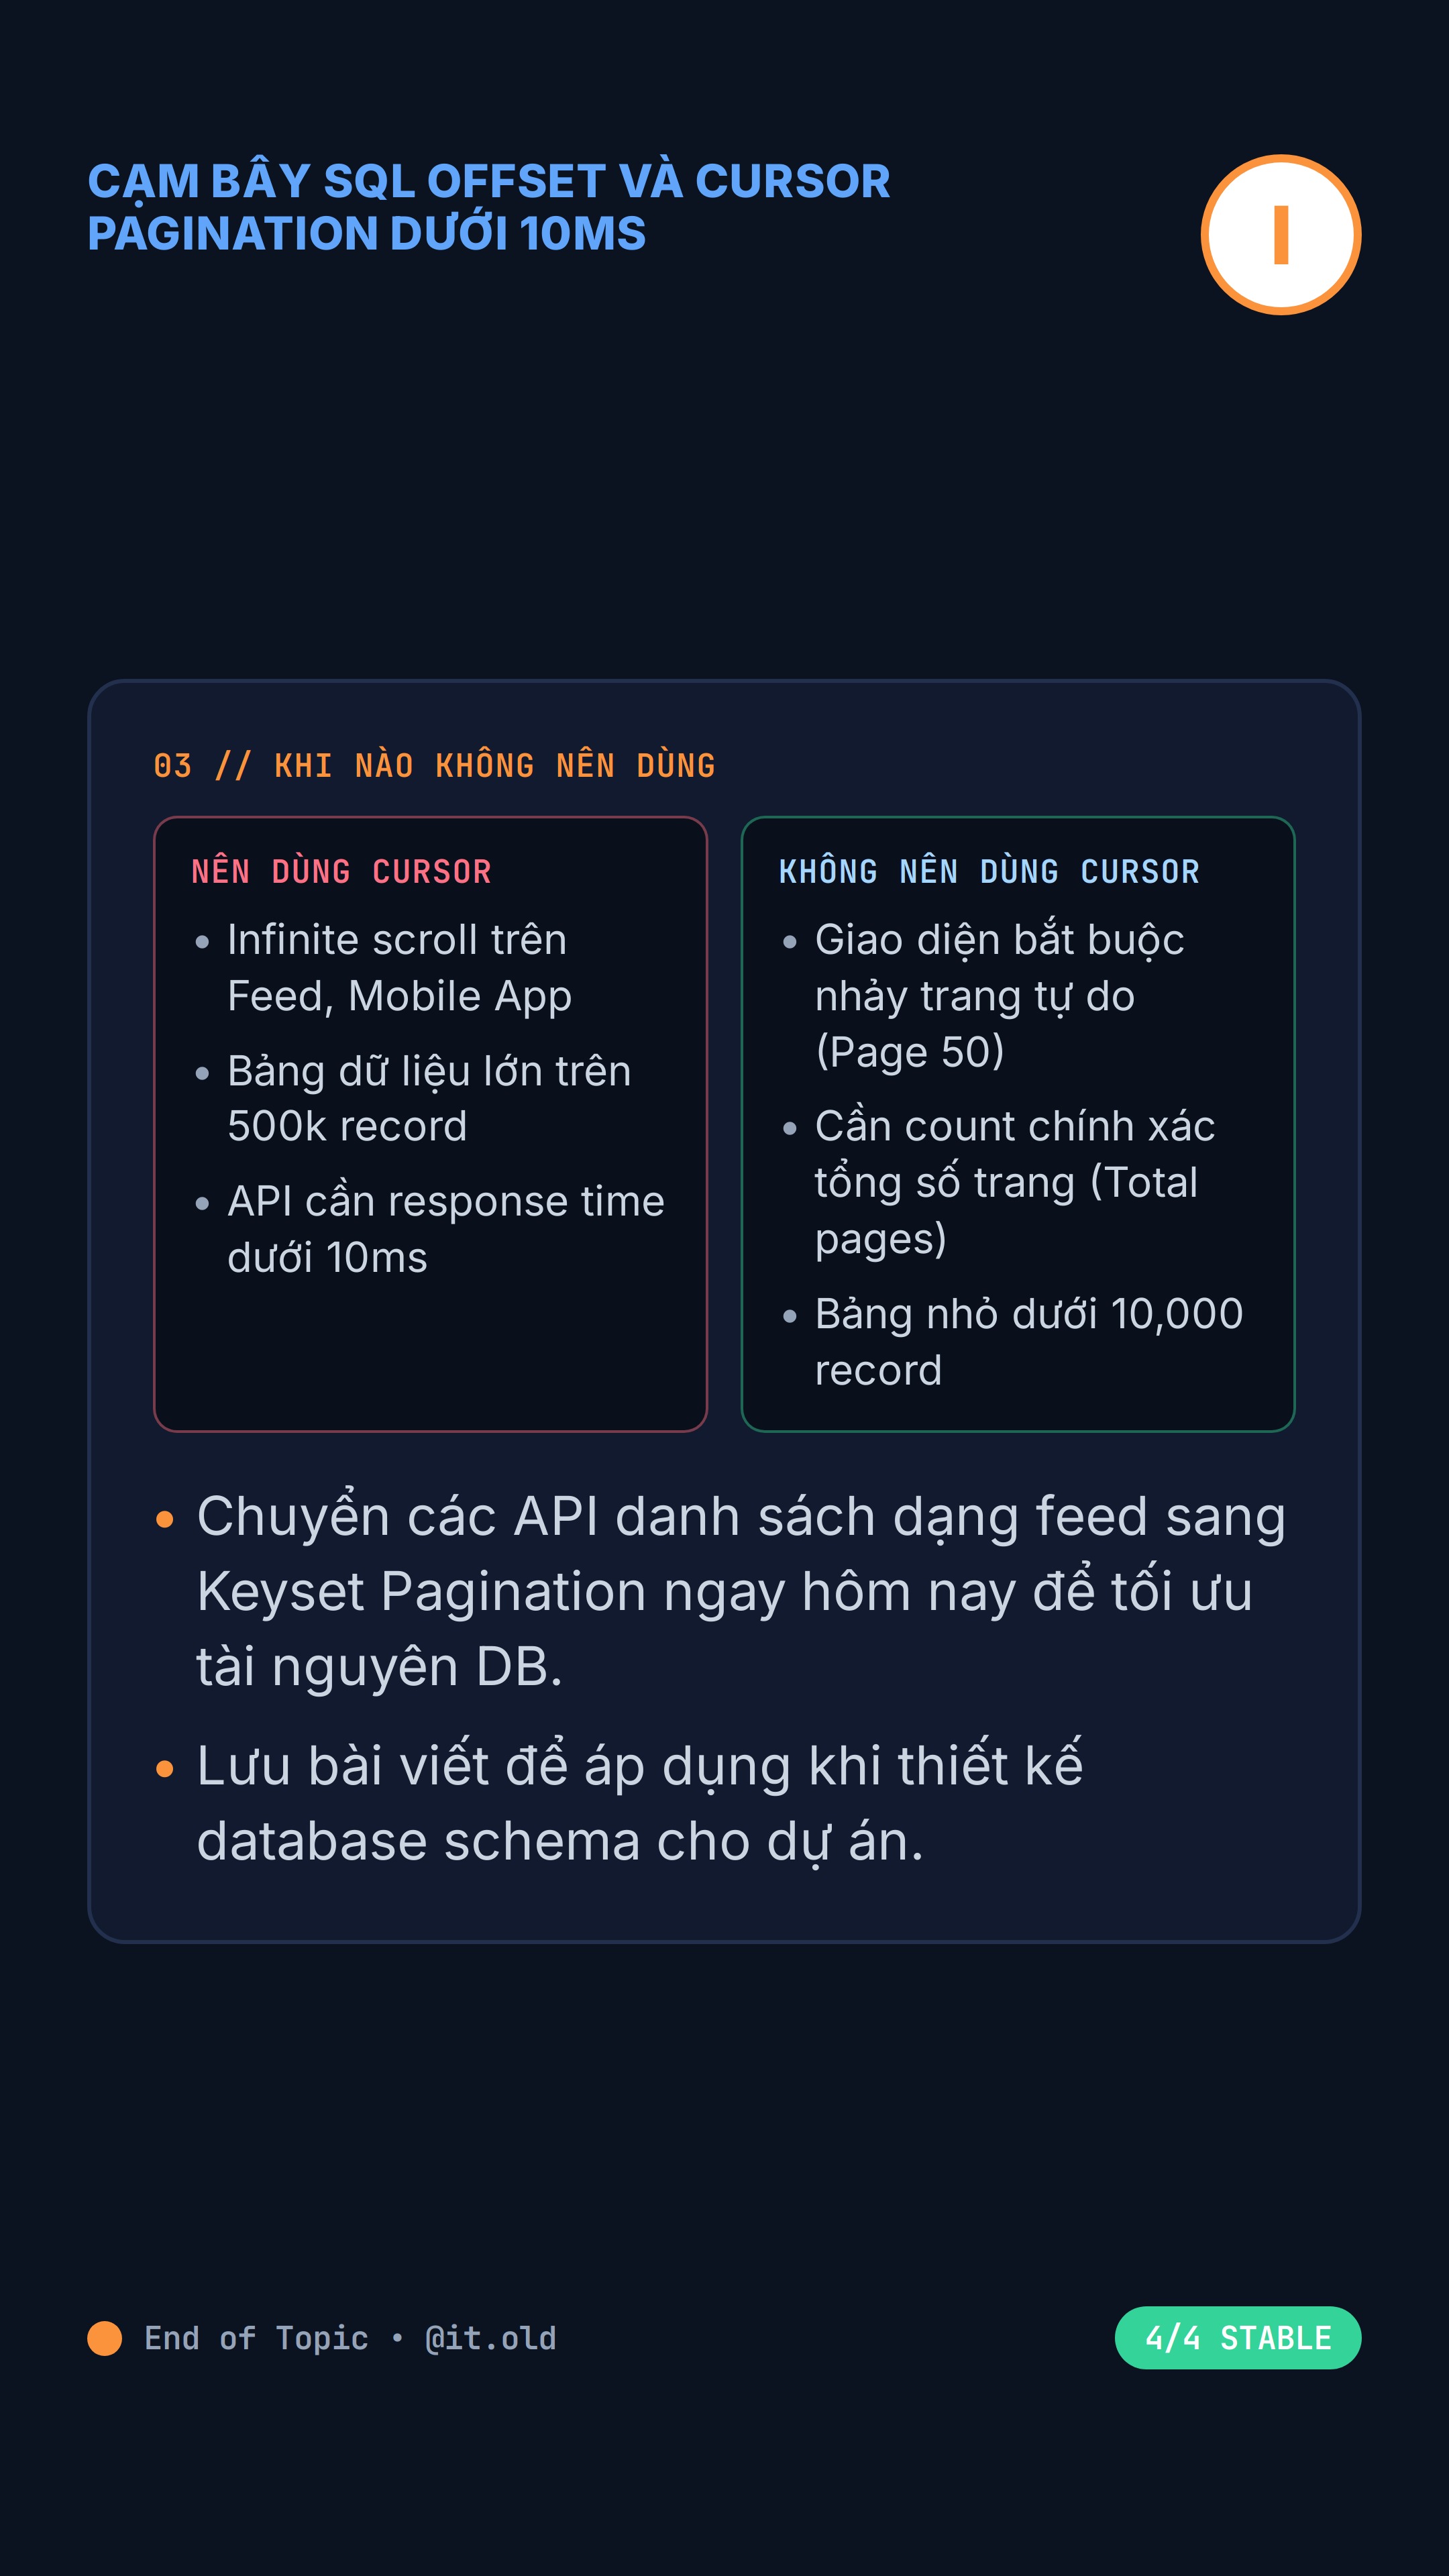 CẠM BẪY SQL OFFSET VÀ CURSOR
PAGINATION DƯỚI 10MS
I
03 // KHI NÀO KHÔNG NÊN DÙNG
NÊN DÙNG CURSOR
• Infinite scroll trên
Feed, Mobile App
• Bảng dữ liệu lớn trên
500k record
• API cần response time
dưới 10ms
KHÔNG NÊN DÙNG CURSOR
• Giao diện bắt buộc
nhảy trang tự do
(Page 50)
• Cần count chính xác
tổng số trang (Total
pages)
• Bảng nhỏ dưới 10,000
record
• Chuyển các API danh sách dạng feed sang
Keyset Pagination ngay hôm nay để tối ưu
tài nguyên DB.
• Lưu bài viết để áp dụng khi thiết kế
database schema cho dự án.
End of Topic • @it.old
4/4 STABLE